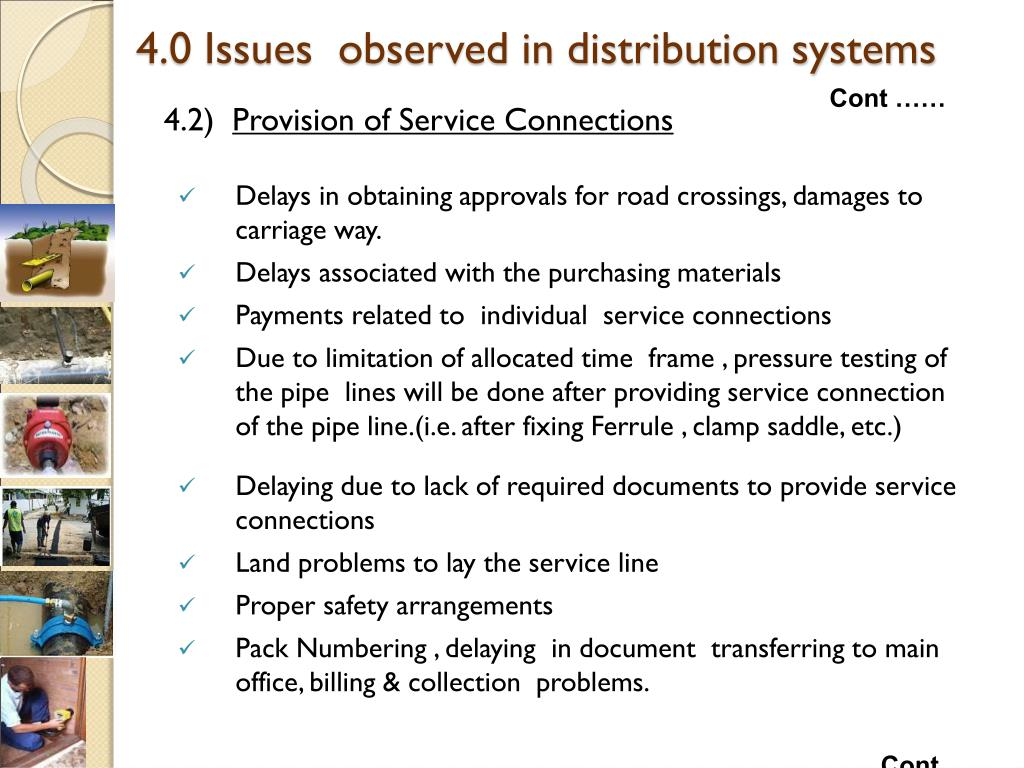 4.0 Issues  observed in distribution systems
Cont ……
4.2)  Provision of Service Connections
✓ Delays in obtaining approvals for road crossings, damages to
carriage way.
✓ Delays associated with the purchasing materials
✓ Payments related to  individual  service connections
✓ Due to limitation of allocated time  frame , pressure testing of
the pipe  lines will be done after providing service connection
of the pipe line.(i.e. after fixing Ferrule , clamp saddle, etc.)
✓ Delaying due to lack of required documents to provide service
connections
✓ Land problems to lay the service line
✓ Proper safety arrangements
✓ Pack Numbering , delaying  in document  transferring to main
office, billing & collection  problems.
Cont